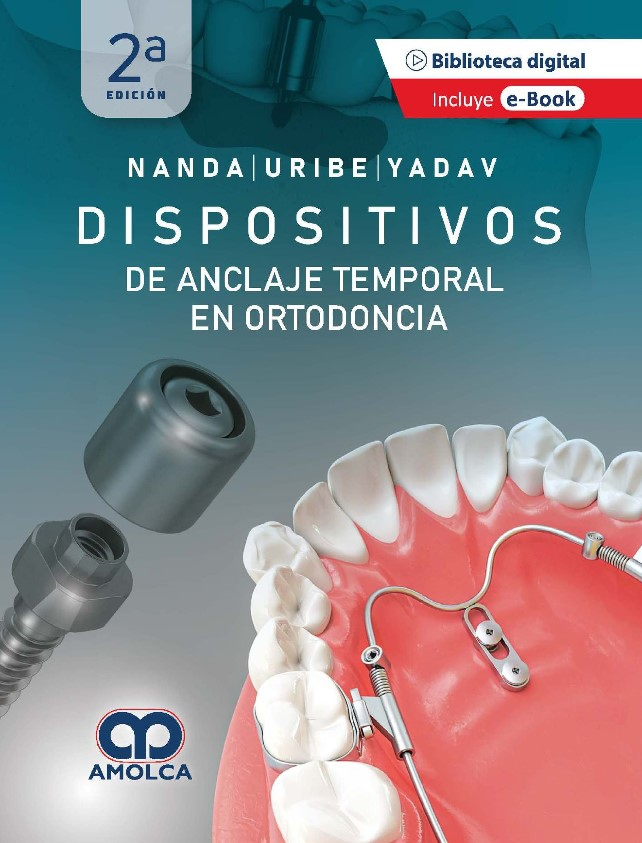 2ª
EDICIÓN
Biblioteca digital
Incluye e-Book
NANDA|URIBE|YADAV
DISPOSITIVOS
DE ANCLAJE TEMPORAL
EN ORTODONCIA
AMOLCA